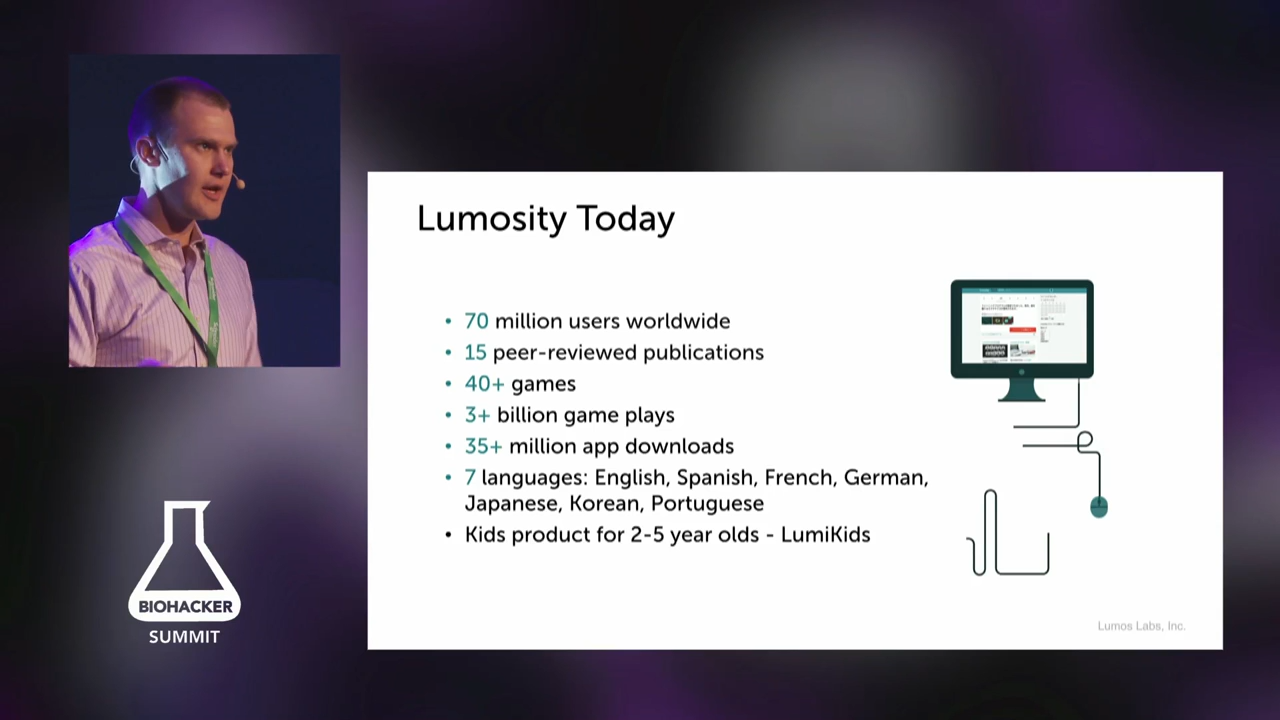 Lumosity Today
• 70 million users worldwide
• 15 peer-reviewed publications
• 40+ games
• 3+ billion game plays
• 35+ million app downloads
• 7 languages: English, Spanish, French, German,
Japanese, Korean, Portuguese
• Kids product for 2-5 year olds - LumiKids
Lumos Labs, Inc.
BIOHACKER
SUMMIT